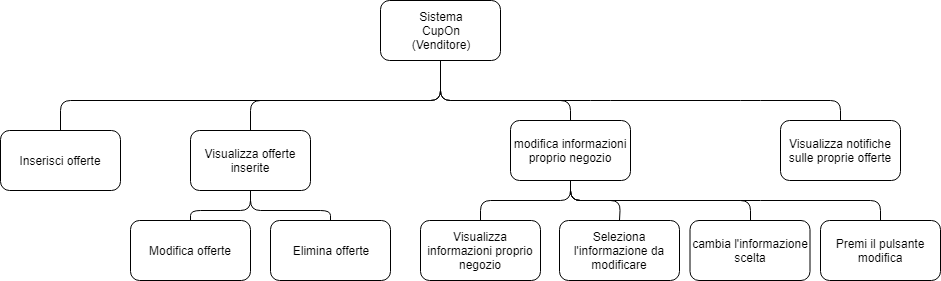 Sistema
CupOn
(Venditore)
Inserisci offerte
Visualizza offerte
inserite
modifica informazioni
proprio negozio
Visualizza notifiche
sulle proprie offerte
Modifica offerte
Elimina offerte
Visualizza
informazioni proprio
negozio
Seleziona
l'informazione da
modificare
cambia l'informazione
scelta
Premi il pulsante
modifica